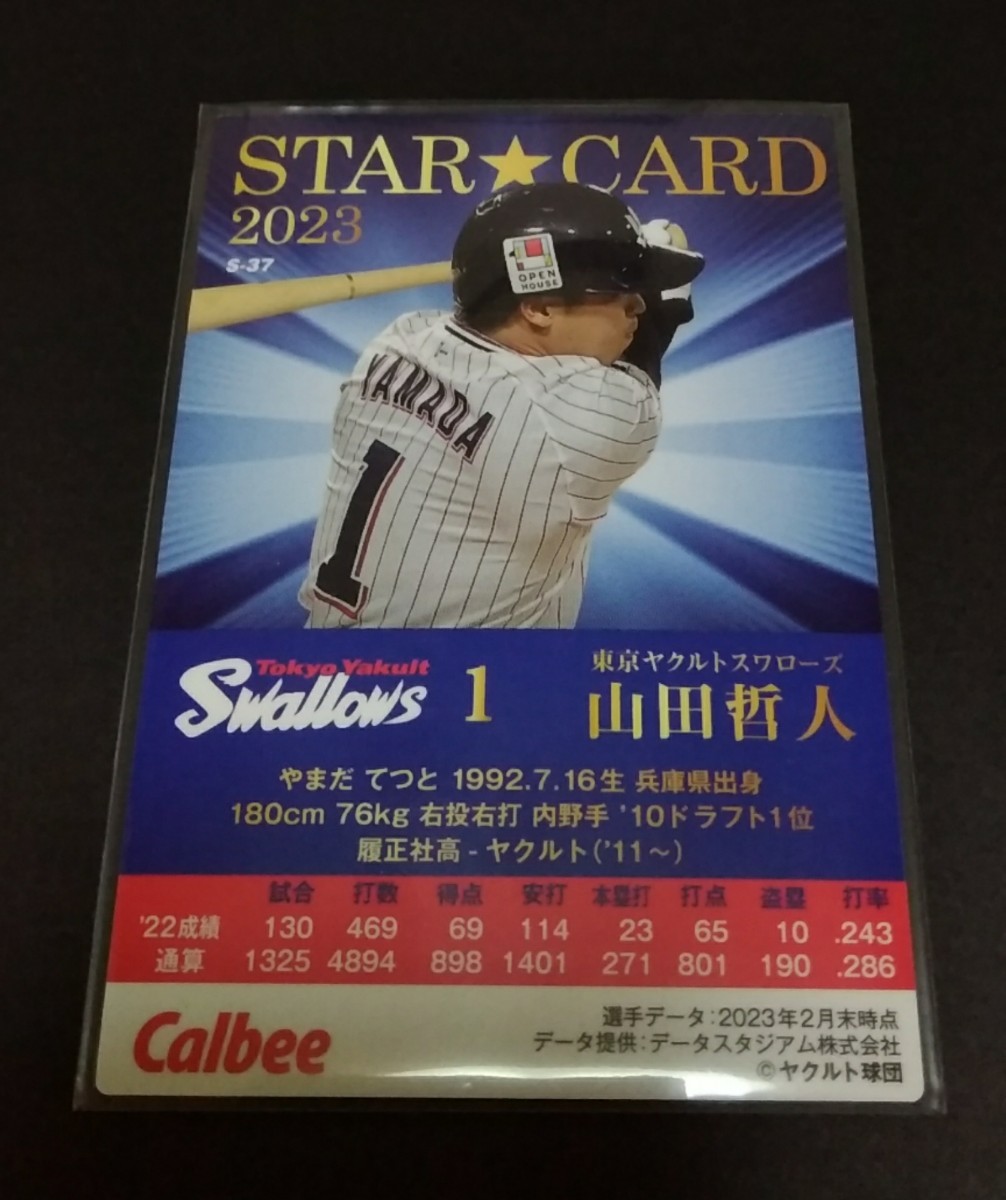 STAR★CARD
2023
S-37
OPEN
HOUSE
YAMADA
1
Tokyo Yakult
Swallows
1
東京ヤクルトスワローズ
山田哲人
やまだ てつと 1992.7.16生 兵庫県出身
180cm 76kg 右投右打 内野手 '10ドラフト1位
履正社高 - ヤクルト('11～)
試合 打数 得点 安打 本塁打 打点 盗塁 打率
'22成績 130 469 69 114 23 65 10 .243
通算 1325 4894 898 1401 271 801 190 .286
Calbee
選手データ：2023年2月末時点
データ提供：データスタジアム株式会社
©ヤクルト球団